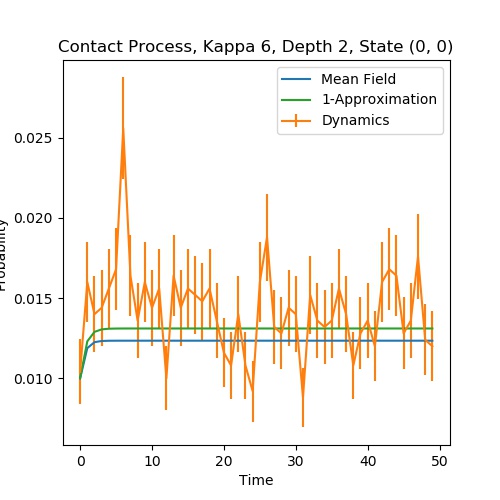 Contact Process, Kappa 6, Depth 2, State (0, 0)
Mean Field
1-Approximation
Dynamics
0.025
0.020
0.015
0.010
Probability
0
10
20
30
40
50
Time